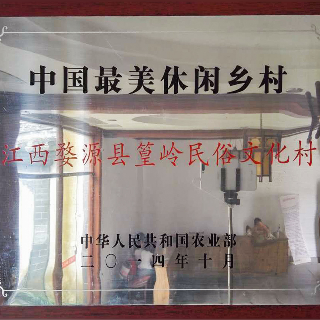 中国最美休闲乡村
江西婺源县篁岭民俗文化村
中华人民共和国农业部
二〇一四年十月